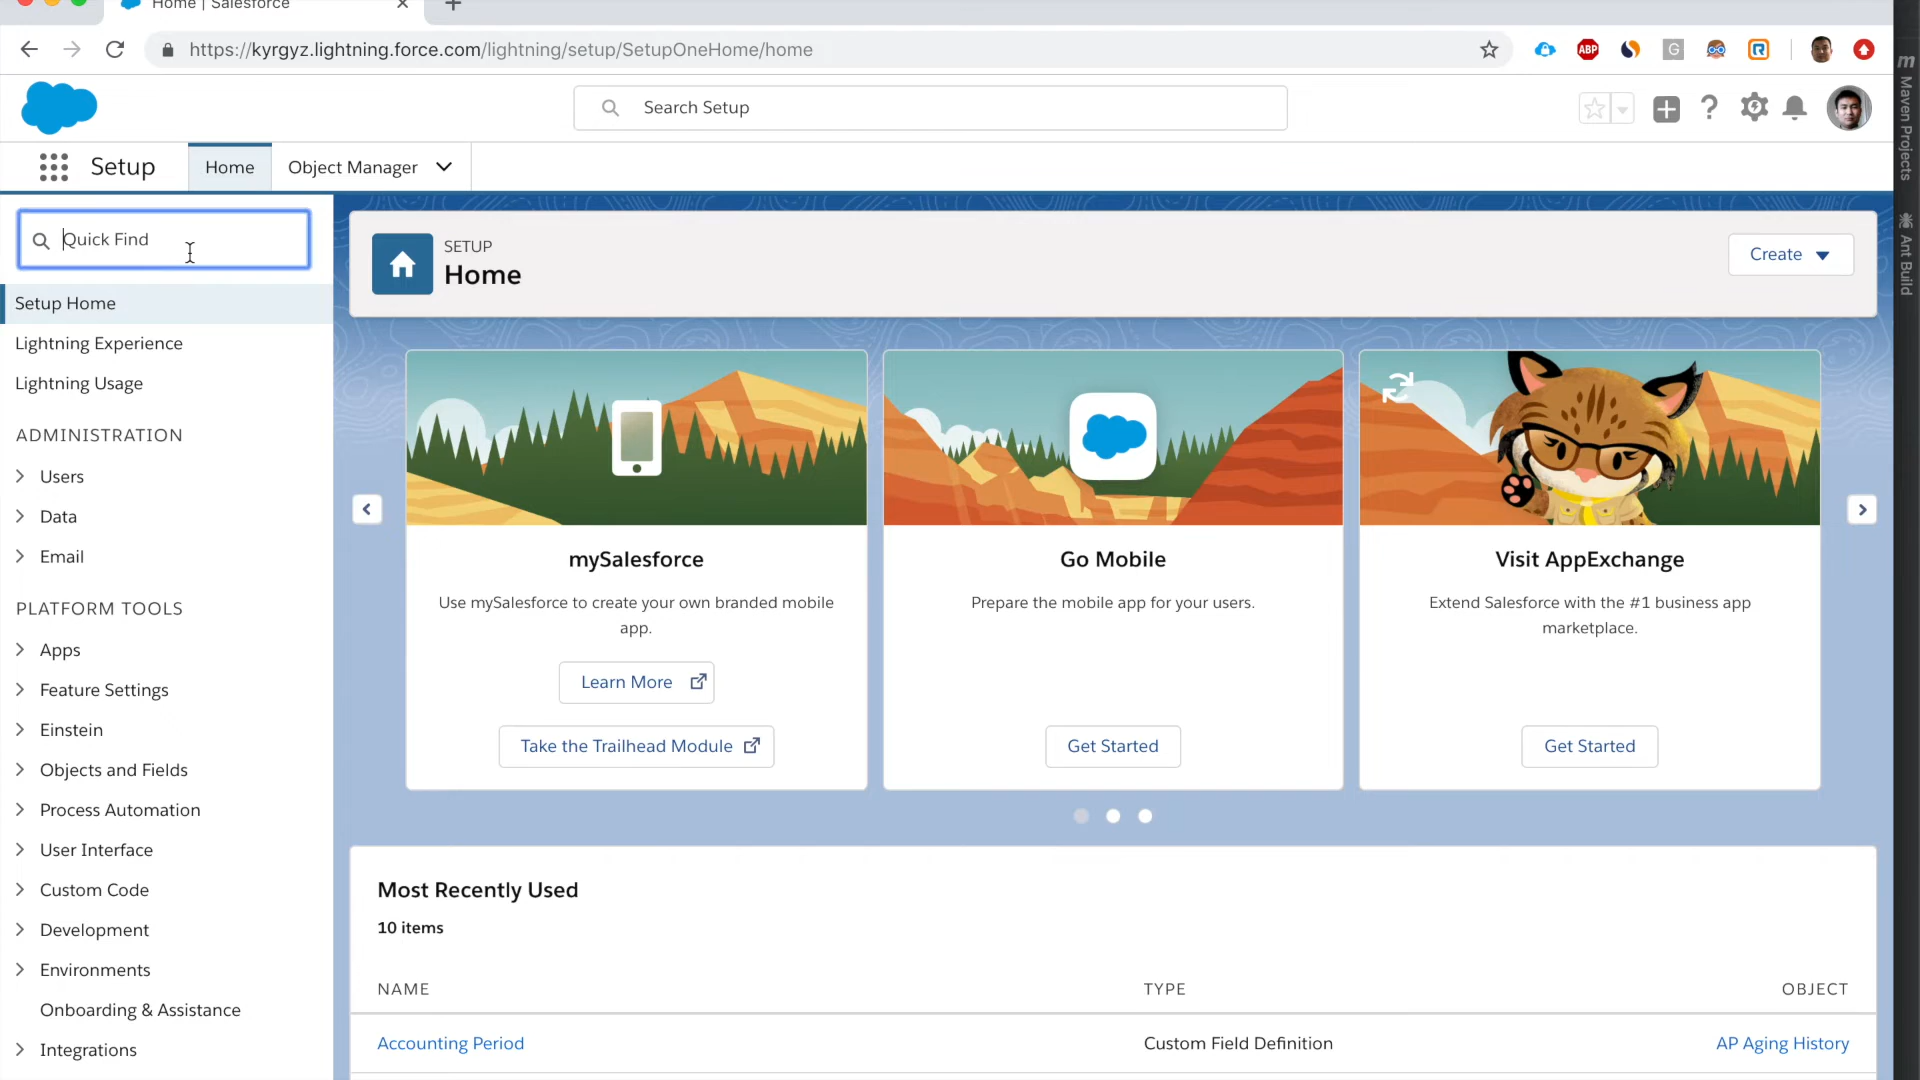 Home | Salesforce
https://kyrgyz.lightning.force.com/lightning/setup/SetupOneHome/home
ABP
G
R
m Maven Projects
Ant Build
Search Setup
Setup
Home
Object Manager
Quick Find
Setup Home
Lightning Experience
Lightning Usage
ADMINISTRATION
Users
Data
Email
PLATFORM TOOLS
Apps
Feature Settings
Einstein
Objects and Fields
Process Automation
User Interface
Custom Code
Development
Environments
Onboarding & Assistance
Integrations
SETUP
Home
Create
mySalesforce
Use mySalesforce to create your own branded mobile
app.
Learn More
Take the Trailhead Module
Go Mobile
Prepare the mobile app for your users.
Get Started
Visit AppExchange
Extend Salesforce with the #1 business app
marketplace.
Get Started
Most Recently Used
10 items
NAME TYPE OBJECT
Accounting Period Custom Field Definition AP Aging History